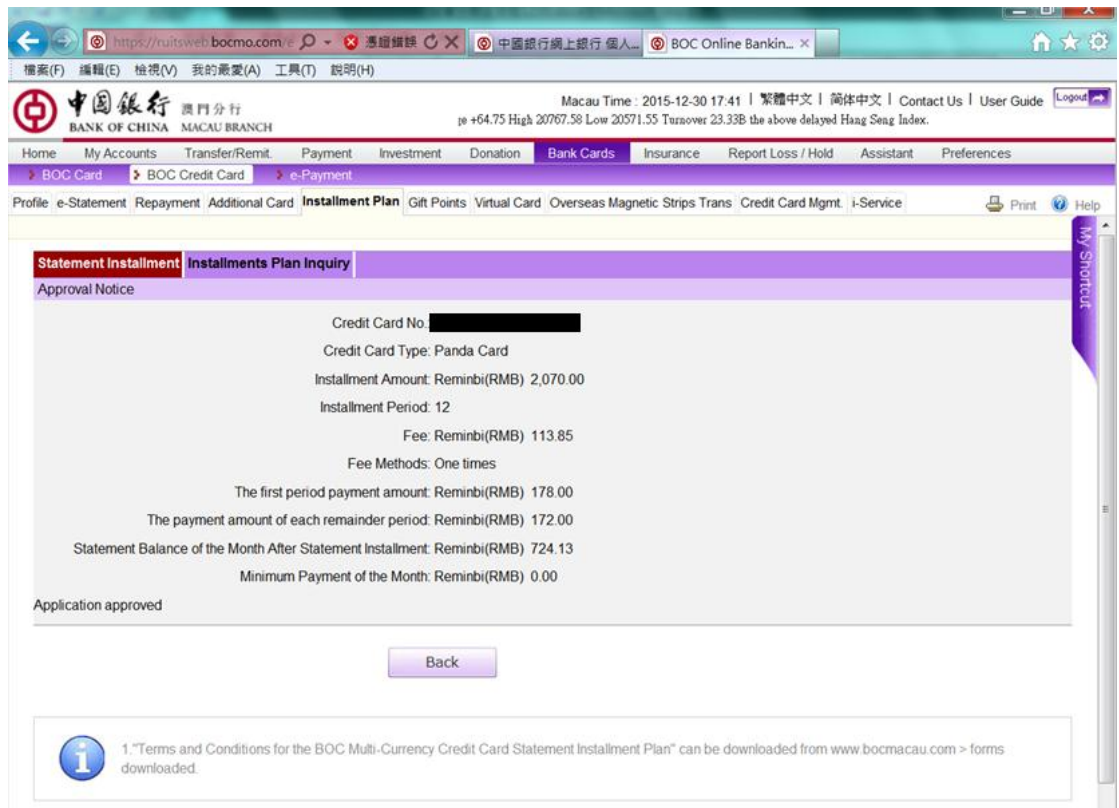 https://ruitsweb.bocmo.com/e 憑證錯誤 中國銀行網上銀行 個人... BOC Online Bankin...
檔案(F) 編輯(E) 檢視(V) 我的最愛(A) 工具(T) 說明(H)
中国银行 澳門分行
BANK OF CHINA MACAU BRANCH
Macau Time : 2015-12-30 17:41 | 繁體中文 | 简体中文 | Contact Us | User Guide Logout
ge +64.75 High 20767.58 Low 20571.55 Turnover 23.33B the above delayed Hang Seng Index.
Home My Accounts Transfer/Remit. Payment Investment Donation Bank Cards Insurance Report Loss / Hold Assistant Preferences
BOC Card BOC Credit Card e-Payment
Profile e-Statement Repayment Additional Card Installment Plan Gift Points Virtual Card Overseas Magnetic Strips Trans Credit Card Mgmt. i-Service Print Help
My Shortcut
Statement Installment Installments Plan Inquiry
Approval Notice
Credit Card No.:
Credit Card Type: Panda Card
Installment Amount: Reminbi(RMB) 2,070.00
Installment Period: 12
Fee: Reminbi(RMB) 113.85
Fee Methods: One times
The first period payment amount: Reminbi(RMB) 178.00
The payment amount of each remainder period: Reminbi(RMB) 172.00
Statement Balance of the Month After Statement Installment: Reminbi(RMB) 724.13
Minimum Payment of the Month: Reminbi(RMB) 0.00
Application approved
Back
1."Terms and Conditions for the BOC Multi-Currency Credit Card Statement Installment Plan" can be downloaded from www.bocmacau.com > forms
downloaded.